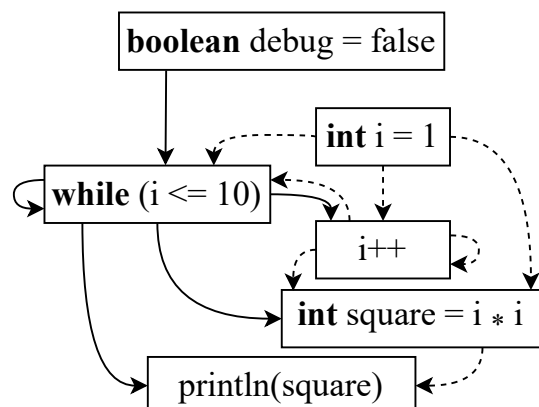 boolean debug = false
int i = 1
while (i <= 10)
i++
int square = i * i
println(square)